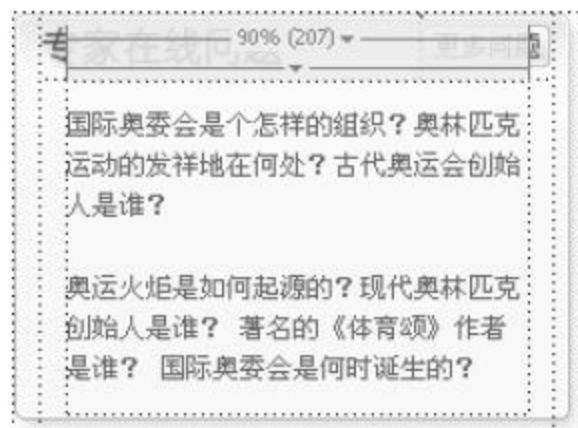 专家在线问
更多问题
90% (207)
国际奥委会是个怎样的组织？奥林匹克
运动的发祥地在何处？古代奥运会创始
人是谁？
奥运火炬是如何起源的？现代奥林匹克
创始人是谁？ 著名的《体育颂》作者
是谁？ 国际奥委会是何时诞生的？